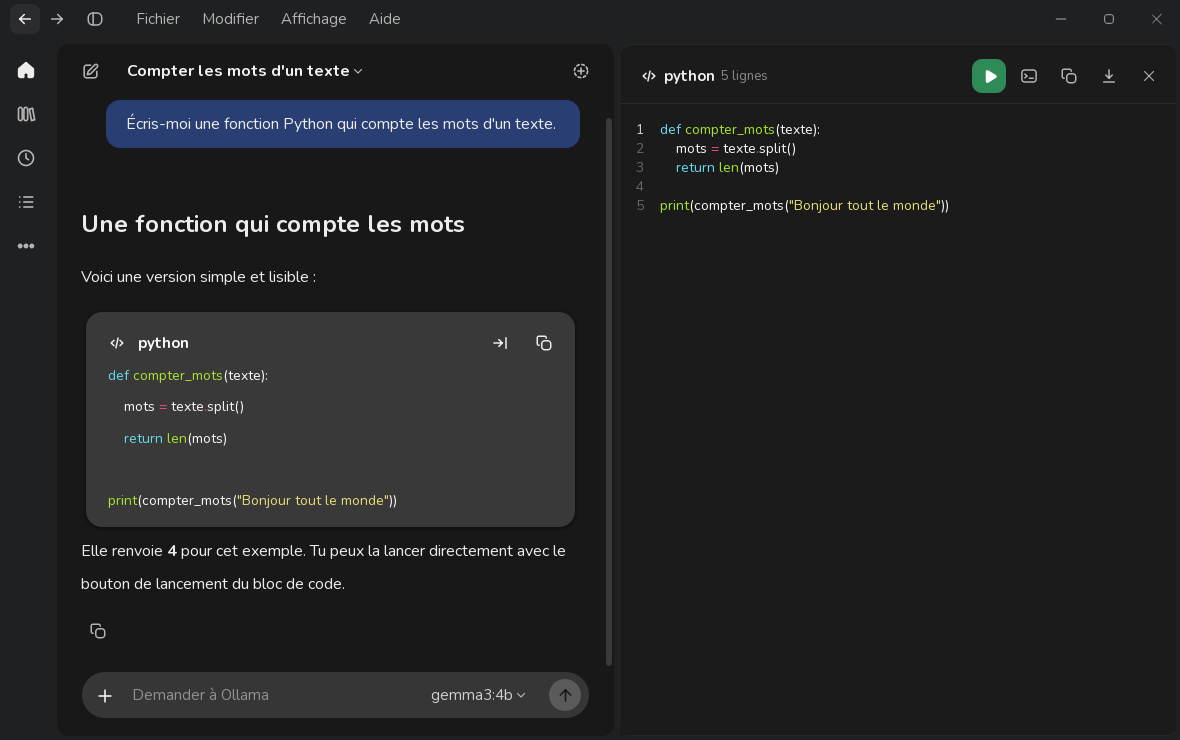 Fichier Modifier Affichage Aide
Compter les mots d'un texte
Écris-moi une fonction Python qui compte les mots d'un texte.
Une fonction qui compte les mots
Voici une version simple et lisible :
python
def compter_mots(texte):
    mots = texte.split()
    return len(mots)

print(compter_mots("Bonjour tout le monde"))
Elle renvoie 4 pour cet exemple. Tu peux la lancer directement avec le
bouton de lancement du bloc de code.
Demander à Ollama gemma3:4b
python 5 lignes
1 def compter_mots(texte):
2     mots = texte.split()
3     return len(mots)
4
5 print(compter_mots("Bonjour tout le monde"))